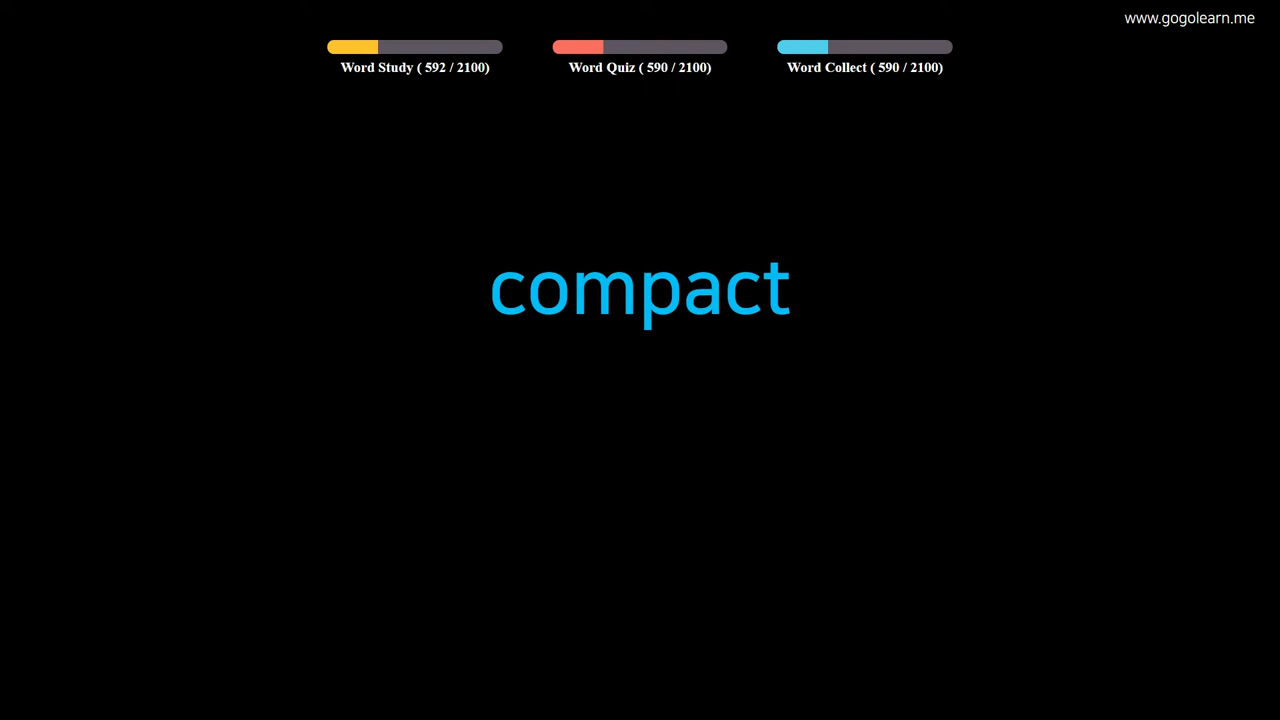 www.gogolearn.me
Word Study ( 592 / 2100) Word Quiz ( 590 / 2100) Word Collect ( 590 / 2100)
compact